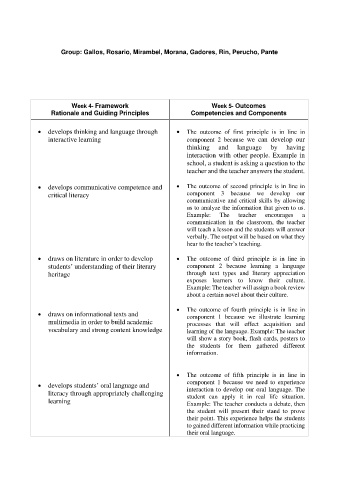 Group: Gallos, Rosario, Mirambel, Morana, Gadores, Rin, Perucho, Pante
Week 4- Framework
Rationale and Guiding Principles
Week 5- Outcomes
Competencies and Components
• develops thinking and language through
interactive learning
• The outcome of first principle is in line in
component 2 because we can develop our
thinking and language by having
interaction with other people. Example in
school, a student is asking a question to the
teacher and the teacher answers the student.
• develops communicative competence and
critical literacy
• The outcome of second principle is in line in
component 3 because we develop our
communicative and critical skills by allowing
us to analyze the information that given to us.
Example: The teacher encourages a
communication in the classroom, the teacher
will teach a lesson and the students will answer
verbally. The output will be based on what they
hear to the teacher's teaching.
• draws on literature in order to develop
students' understanding of their literary
heritage
• The outcome of third principle is in line in
component 2 because learning a language
through text types and literary appreciation
exposes learners to know their culture.
Example: The teacher will assign a book review
about a certain novel about their culture.
• draws on informational texts and
multimedia in order to build academic
vocabulary and strong content knowledge
• The outcome of fourth principle is in line in
component 1 because we illustrate learning
processes that will effect acquisition and
learning of the language. Example: The teacher
will show a story book, flash cards, posters to
the students for them gathered different
information.
• develops students' oral language and
literacy through appropriately challenging
learning
• The outcome of fifth principle is in line in
component 1 because we need to experience
interaction to develop our oral language. The
student can apply it in real life situation.
Example: The teacher conducts a debate, then
the student will present their stand to prove
their point. This experience helps the students
to gained different information while practicing
their oral language.